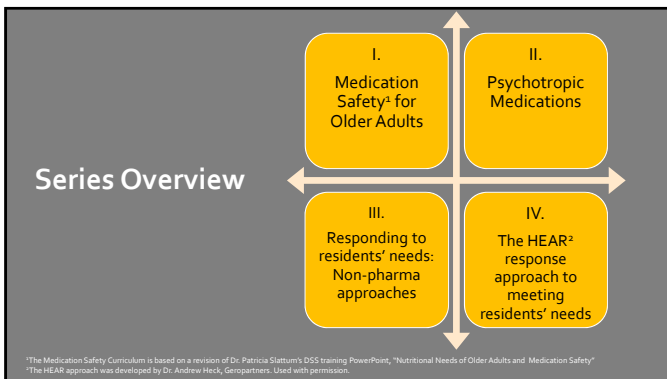 Series Overview
I.
Medication
Safety¹ for
Older Adults
II.
Psychotropic
Medications
III.
Responding to
residents' needs:
Non-pharma
approaches
IV.
The HEAR²
response
approach to
meeting
residents' needs
¹The Medication Safety Curriculum is based on a revision of Dr. Patricia Slattum's DSS training PowerPoint, "Nutritional Needs of Older Adults and Medication Safety"
²The HEAR approach was developed by Dr. Andrew Heck, Geropartners. Used with permission.